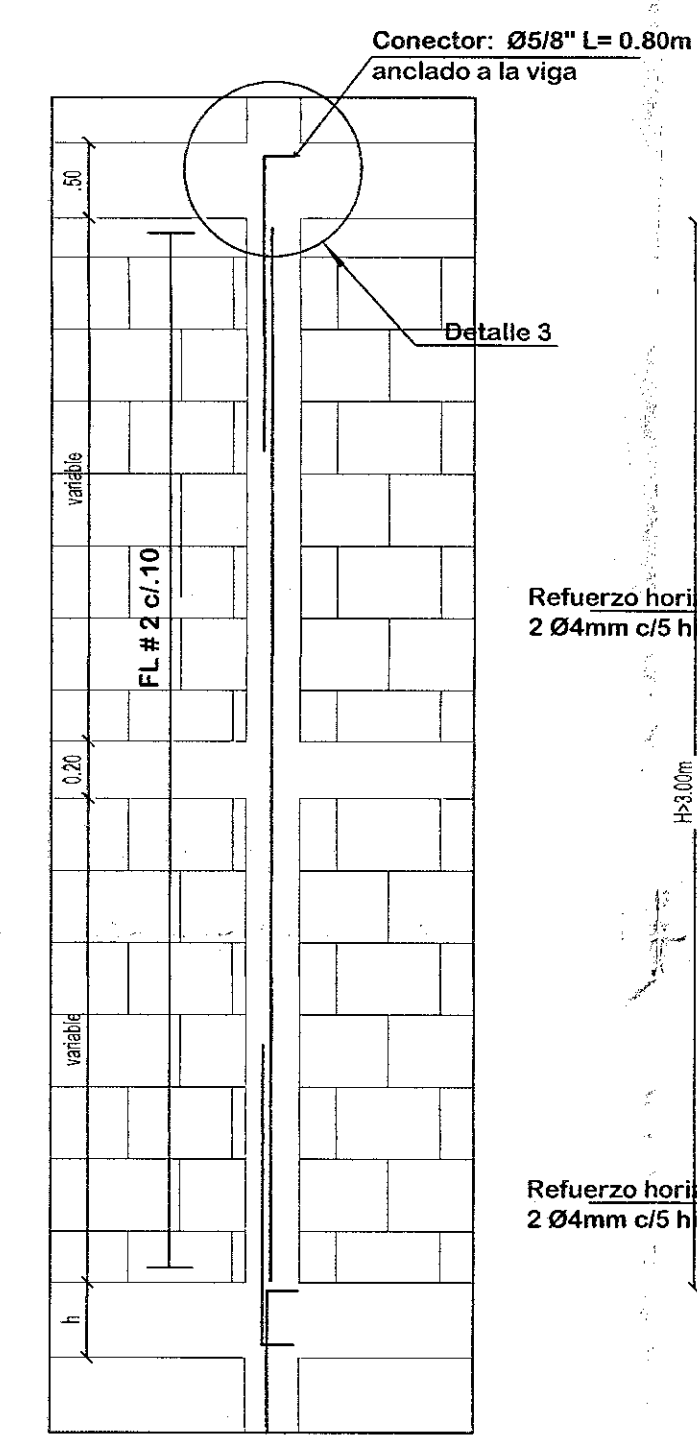 Conector: Ø5/8" L= 0.80m
anclado a la viga
.50
Detalle 3
variable
FL # 2 c/.10
Refuerzo hori
2 Ø4mm c/5 h
0.20
H>3.00m
variable
Refuerzo hori
2 Ø4mm c/5 h
h